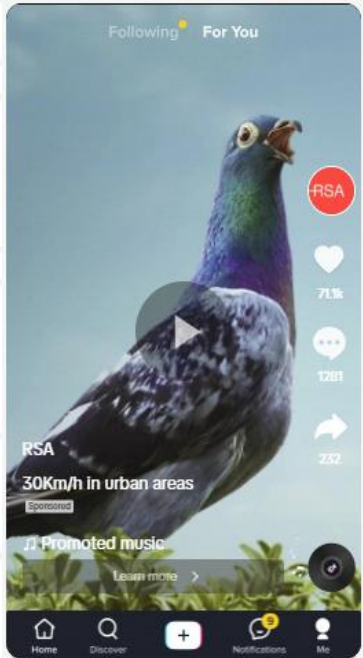 Following For You
RSA
71.1k
1281
232
RSA
30Km/h in urban areas
Sponsored
♫ Promoted music
Learn more >
9
Home Discover Notifications Me